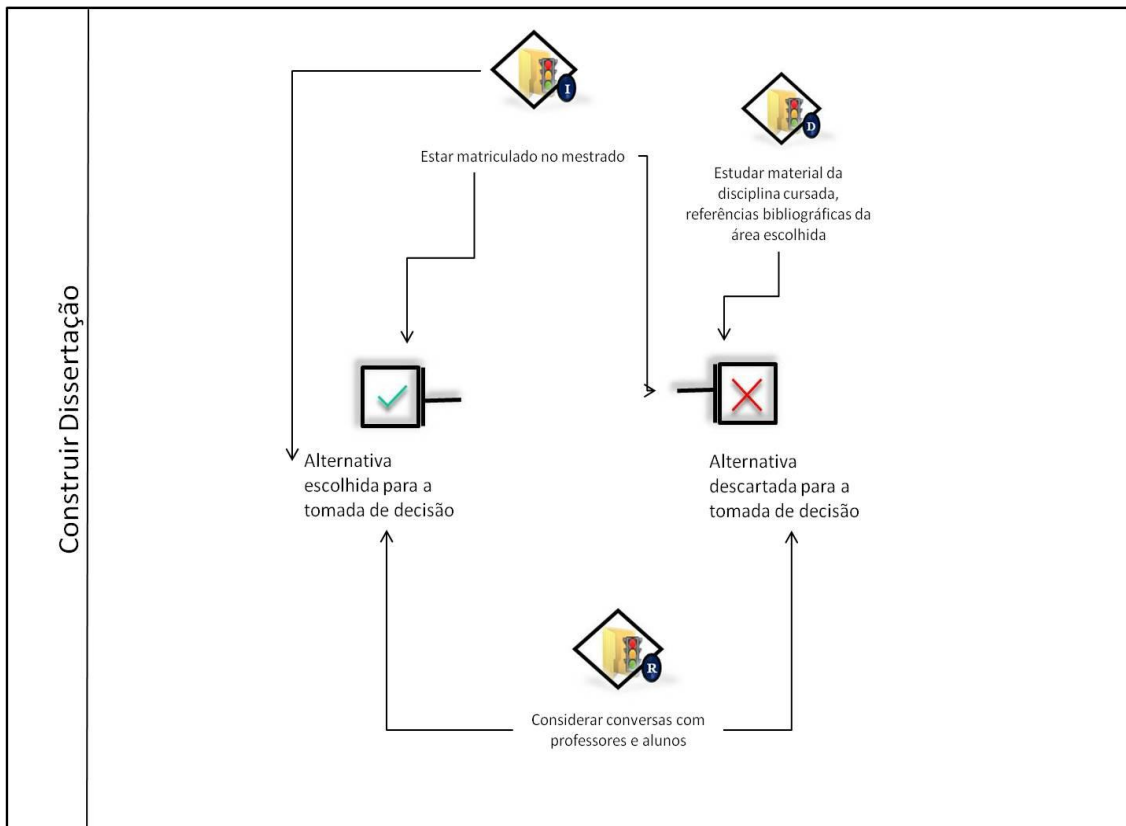 Construir Dissertação
I
D
Estar matriculado no mestrado
Estudar material da
disciplina cursada,
referências bibliográficas da
área escolhida
Alternativa
escolhida para a
tomada de decisão
Alternativa
descartada para a
tomada de decisão
R
Considerar conversas com
professores e alunos